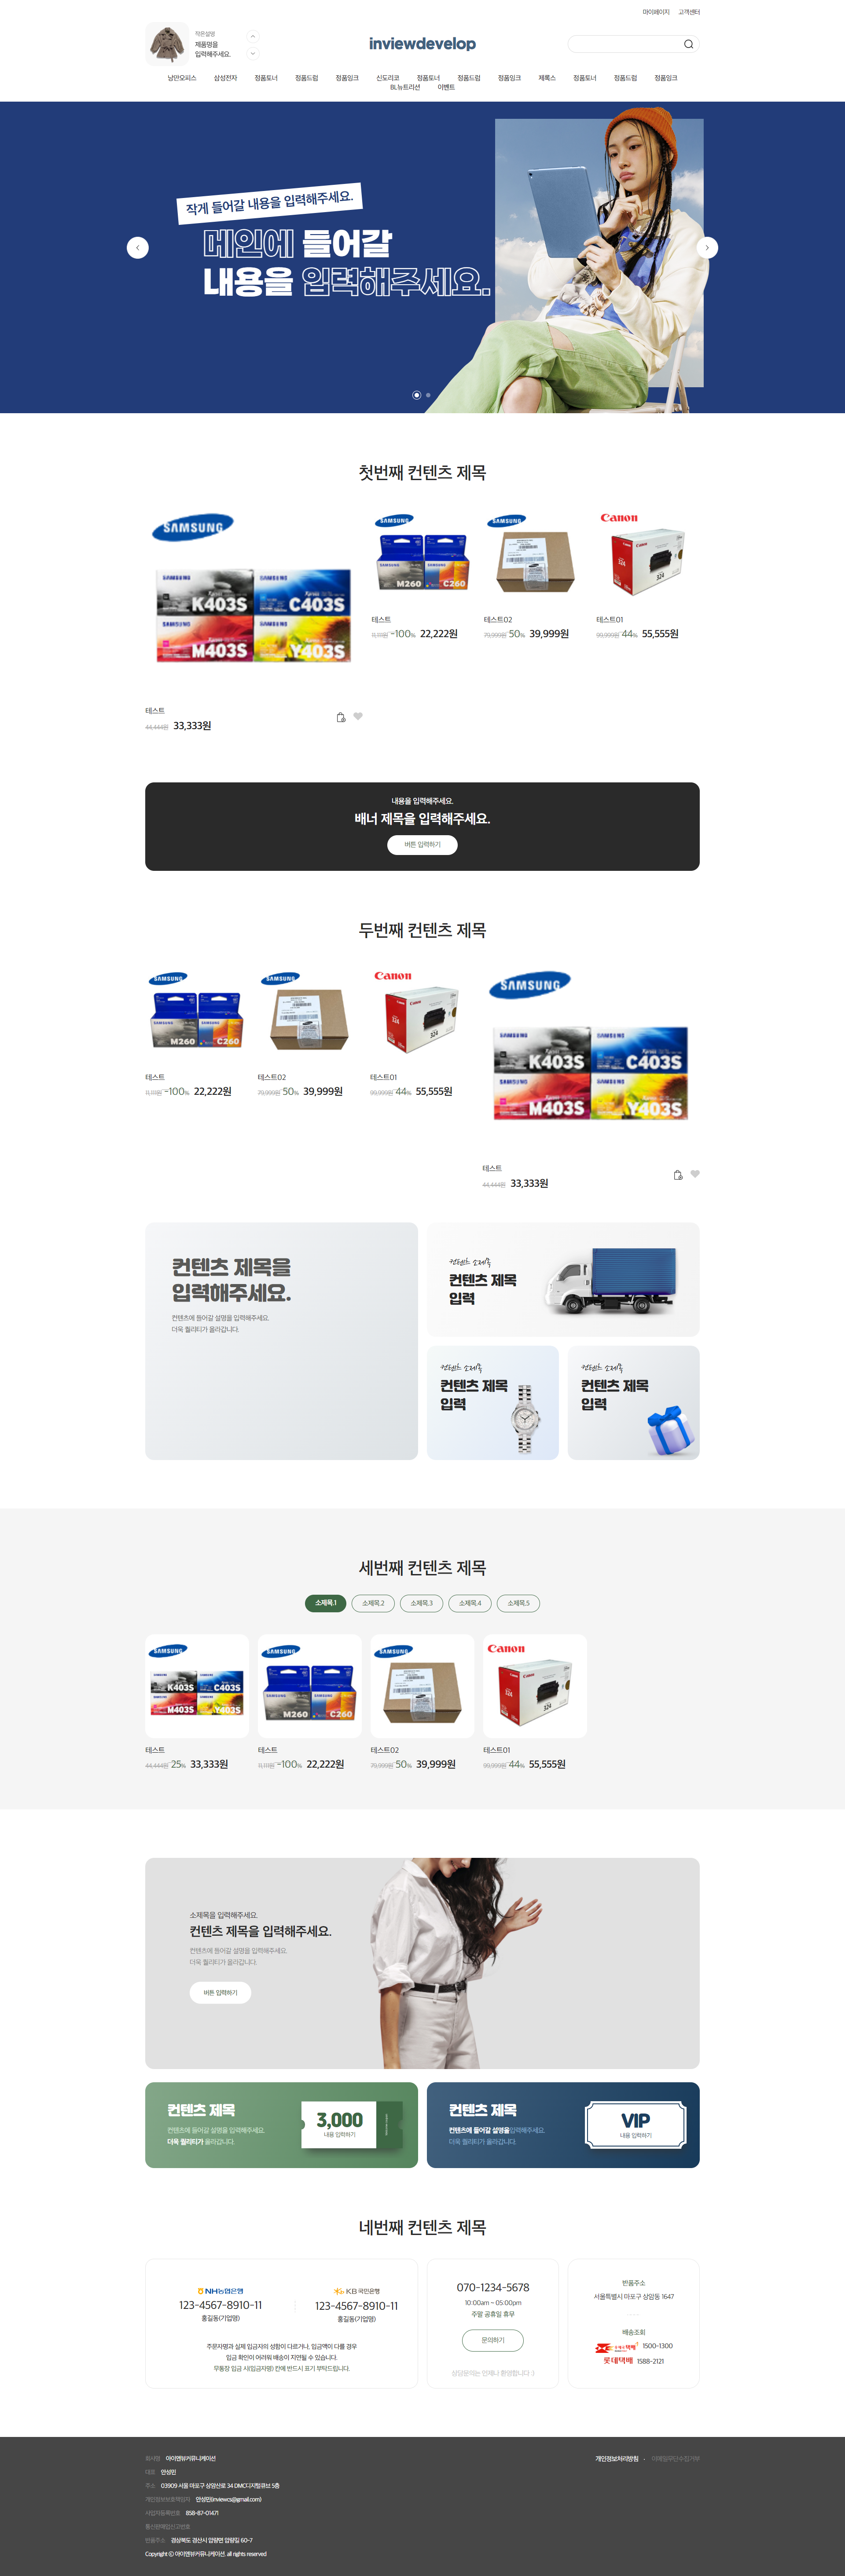 마이페이지 고객센터
작은설명
제품명을
입력해주세요.
inviewdevelop
낭만오피스 삼성전자 정품토너 정품드럼 정품잉크 신도리코 정품토너 정품드럼 정품잉크 제록스 정품토너 정품드럼 정품잉크
BL뉴트리션 이벤트
작게 들어갈 내용을 입력해주세요.
메인에 들어갈
내용을 입력해주세요.
첫번째 컨텐츠 제목
SAMSUNG
SAMSUNG
SAMSUNG
Canon
K403S C403S
M403S Y403S
M260 C260
324
테스트
11,111원 -100% 22,222원
테스트02
79,999원 50% 39,999원
테스트01
99,999원 44% 55,555원
테스트
44,444원 33,333원
내용을 입력해주세요.
배너 제목을 입력해주세요.
버튼 입력하기
두번째 컨텐츠 제목
SAMSUNG
SAMSUNG
Canon
SAMSUNG
M260 C260
324
K403S C403S
M403S Y403S
테스트
11,111원 -100% 22,222원
테스트02
79,999원 50% 39,999원
테스트01
99,999원 44% 55,555원
테스트
44,444원 33,333원
컨텐츠 제목을
입력해주세요.
컨텐츠에 들어갈 설명을 입력해주세요.
더욱 퀄리티가 올라갑니다.
컨텐츠 소제목
컨텐츠 제목
입력
컨텐츠 소제목
컨텐츠 제목
입력
컨텐츠 소제목
컨텐츠 제목
입력
세번째 컨텐츠 제목
소제목.1 소제목.2 소제목.3 소제목.4 소제목.5
SAMSUNG
SAMSUNG
SAMSUNG
Canon
K403S C403S
M403S Y403S
M260 C260
324
테스트
44,444원 25% 33,333원
테스트
11,111원 -100% 22,222원
테스트02
79,999원 50% 39,999원
테스트01
99,999원 44% 55,555원
소제목을 입력해주세요.
컨텐츠 제목을 입력해주세요.
컨텐츠에 들어갈 설명을 입력해주세요.
더욱 퀄리티가 올라갑니다.
버튼 입력하기
컨텐츠 제목
컨텐츠에 들어갈 설명을 입력해주세요.
더욱 퀄리티가 올라갑니다.
3,000
내용 입력하기
컨텐츠 제목
컨텐츠에 들어갈 설명을입력해주세요.
더욱 퀄리티가 올라갑니다.
VIP
내용 입력하기
네번째 컨텐츠 제목
NH농협은행
123-4567-8910-11
홍길동(기업명)
KB국민은행
123-4567-8910-11
홍길동(기업명)
주문자명과 실제 입금자의 성함이 다르거나, 입금액이 다를 경우
입금 확인이 어려워 배송이 지연될 수 있습니다.
무통장 입금 시(입금자명) 칸에 반드시 표기 부탁드립니다.
070-1234-5678
10:00am ~ 05:00pm
주말 공휴일 휴무
문의하기
상담문의는 언제나 환영합니다 :)
반품주소
서울특별시 마포구 상암동 1647
배송조회
우체국택배 1500-1300
롯데택배 1588-2121
회사명 아이앤뷰커뮤니케이션
대표 안성민
주소 03909 서울 마포구 상암산로 34 DMC디지털큐브 5층
개인정보보호책임자 안성민(inviewcs@gmail.com)
사업자등록번호 858-87-01471
통신판매업신고번호
반품주소 경상북도 경산시 압량면 압량길 60-7
Copyright ⓒ 아이앤뷰커뮤니케이션. all rights reserved
개인정보처리방침 - 이메일무단수집거부